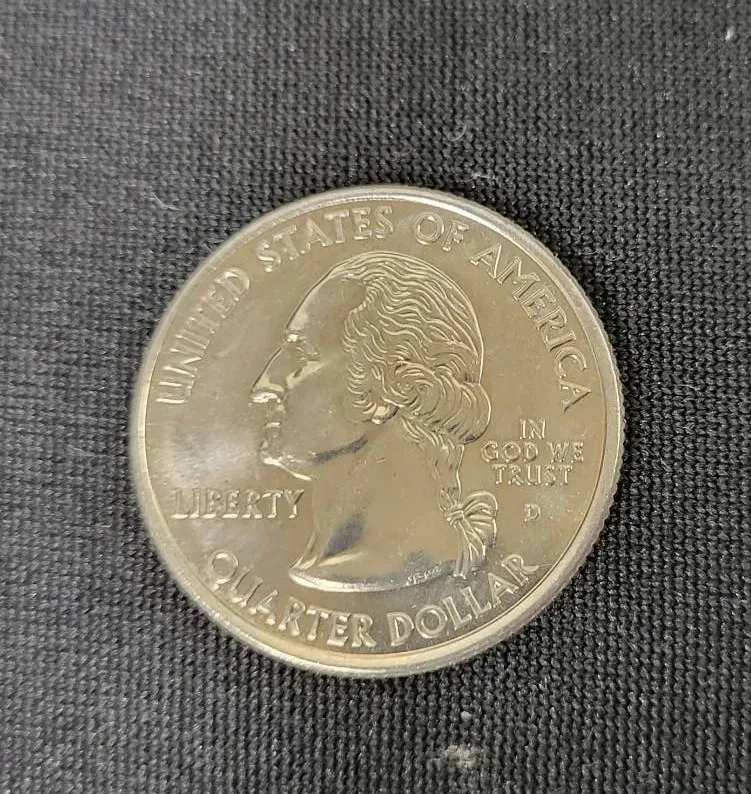 UNITED STATES OF AMERICA
LIBERTY
IN
GOD WE
TRUST
D
QUARTER DOLLAR